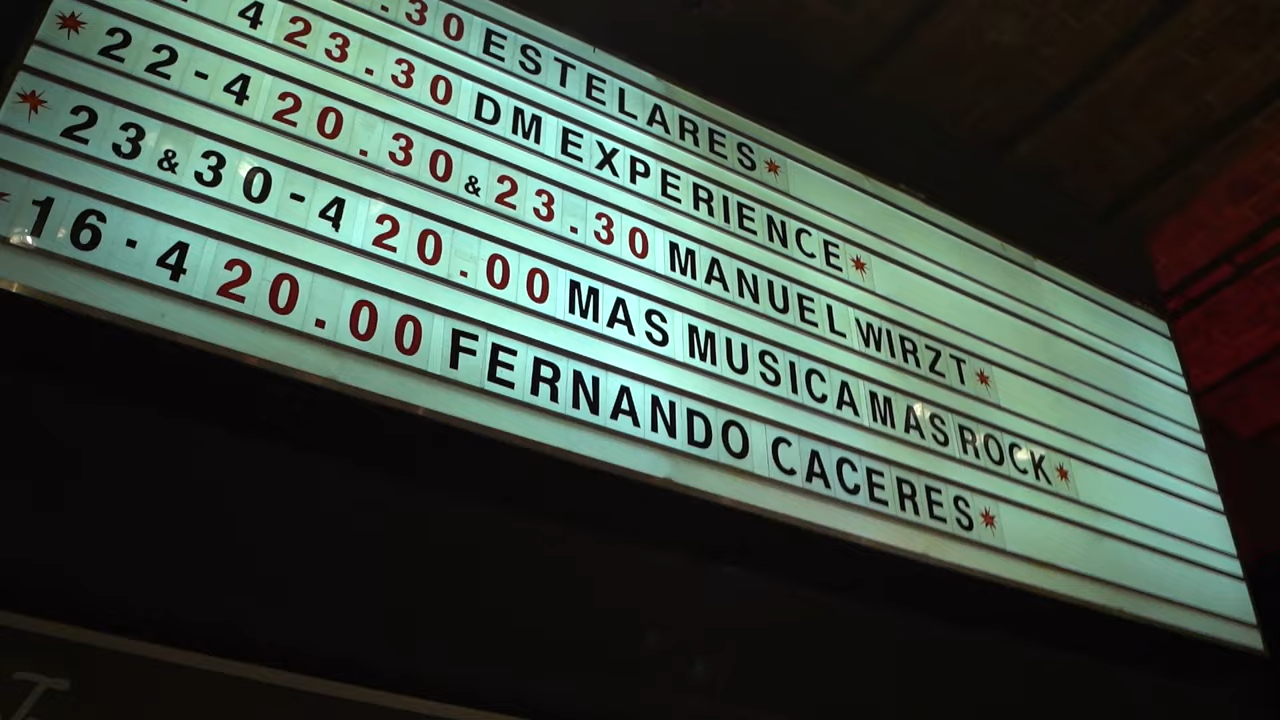 .30 ESTELARES*
4 23.30 DM EXPERIENCE*
* 22-4 20.30&23.30 MANUEL WIRZT*
* 23&30-4 20.00 MAS MUSICA MAS ROCK*
* 16-4 20.00 FERNANDO CACERES*